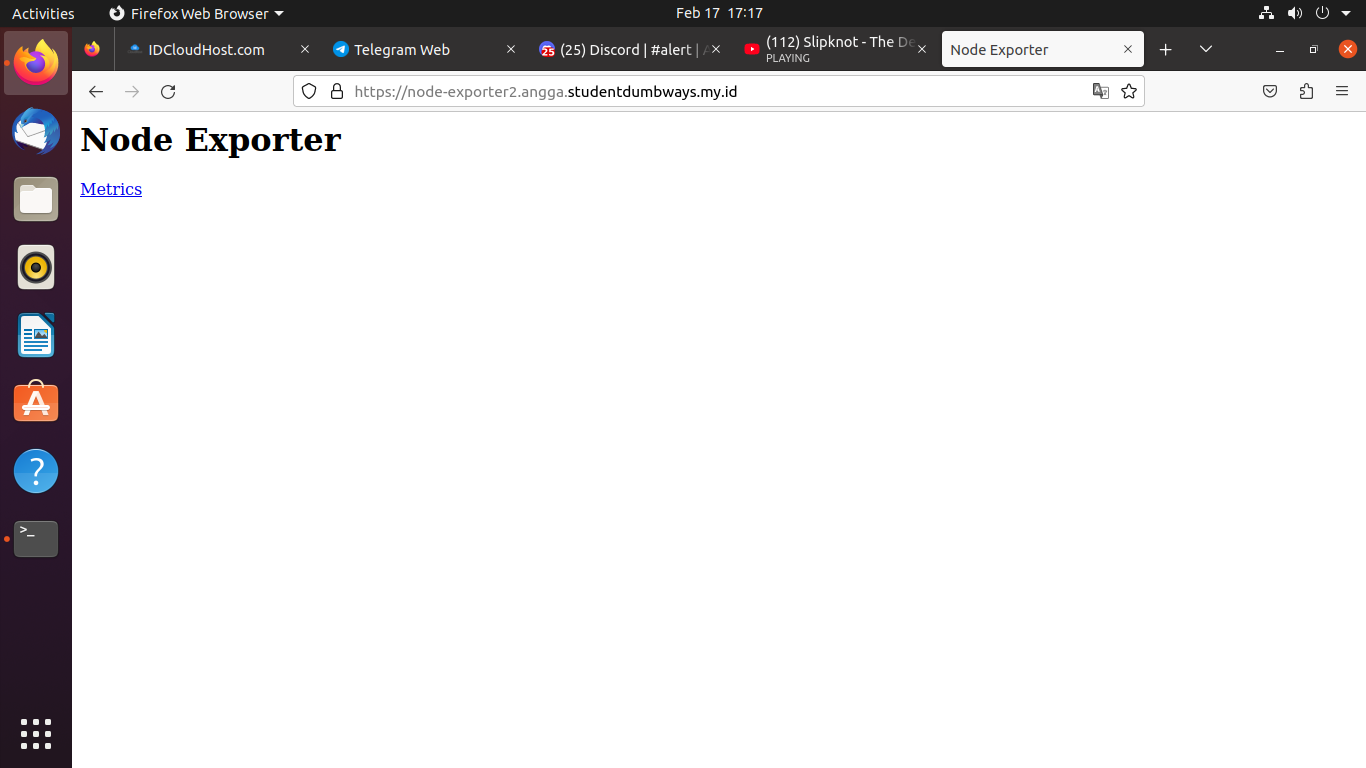 Activities
Firefox Web Browser
Feb 17 17:17
IDCloudHost.com
Telegram Web
25
(25) Discord | #alert |
(112) Slipknot - The De
PLAYING
Node Exporter
https://node-exporter2.angga.studentdumbways.my.id
Node Exporter
Metrics
?
>_